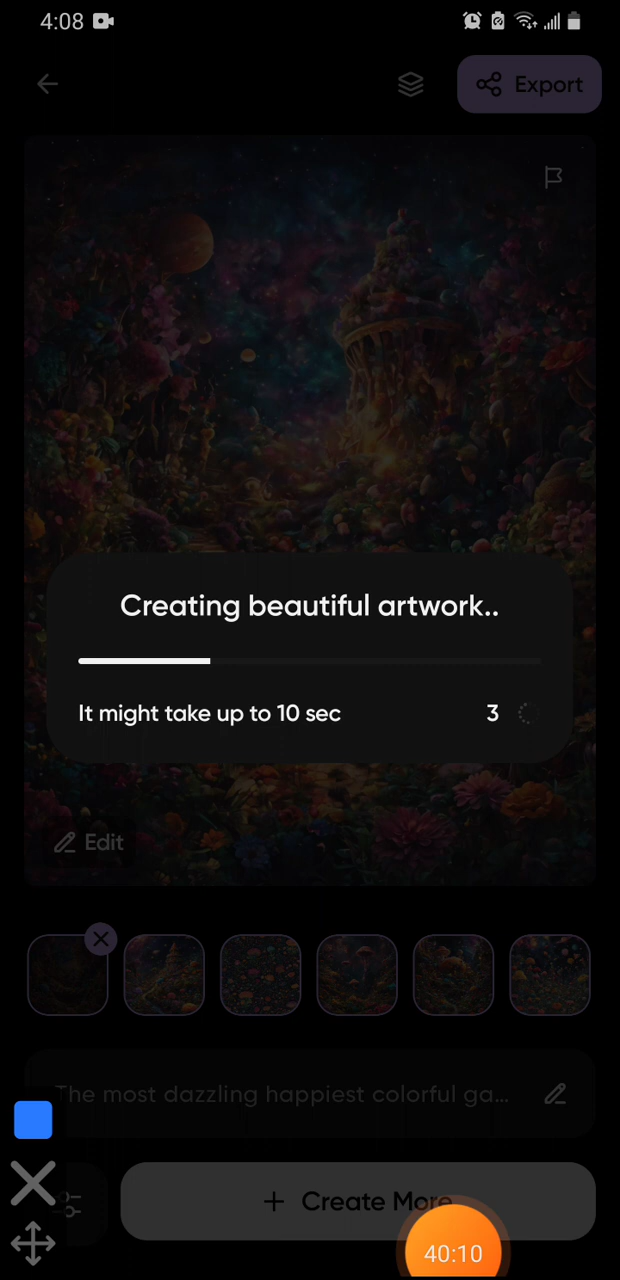 4:08
Export
Creating beautiful artwork..
It might take up to 10 sec
3
Edit
The most dazzling happiest colorful ga...
+ Create More
40:10